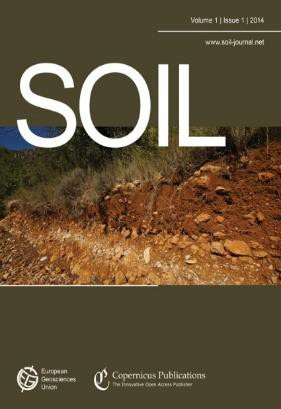 Volume 1 | Issue 1 | 2014
www.soil-journal.net
SOIL
European
Geosciences
Union
Copernicus Publications
The Innovative Open Access Publisher